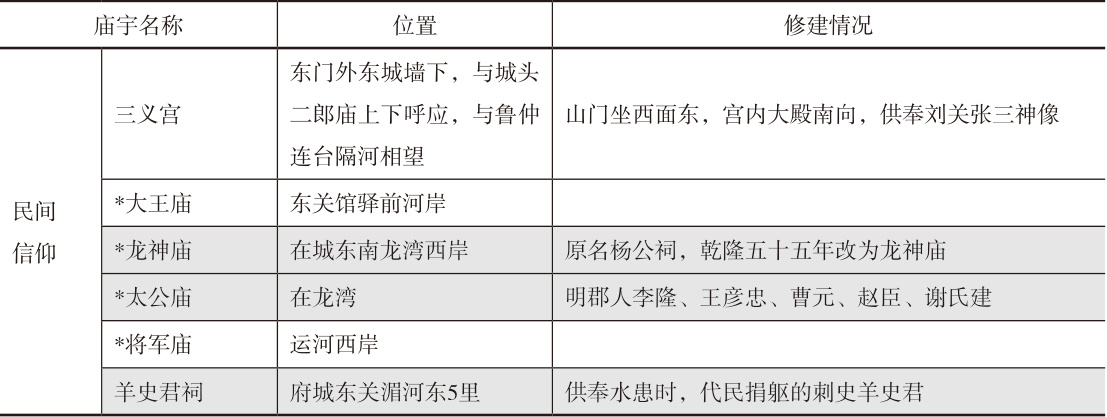 庙宇名称 位置 修建情况
东门外东城墙下，与城头
三义宫 二郎庙上下呼应，与鲁仲 山门坐西面东，宫内大殿南向，供奉刘关张三神像
连台隔河相望
民间
信仰
*大王庙 东关馆驿前河岸
*龙神庙 在城东南龙湾西岸 原名杨公祠，乾隆五十五年改为龙神庙
*太公庙 在龙湾 明郡人李隆、王彦忠、曹元、赵臣、谢氏建
*将军庙 运河西岸
羊史君祠 府城东关湄河东5里 供奉水患时，代民捐躯的刺史羊史君